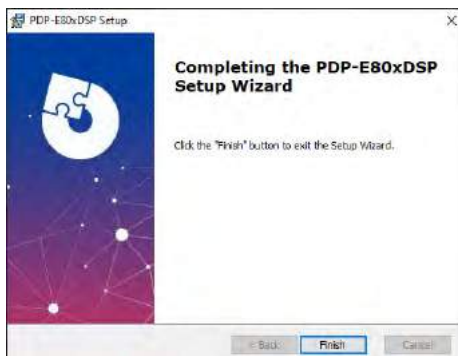 PDP-E80xDSP Setup
Completing the PDP-E80xDSP
Setup Wizard
Click the "Finish" button to exit the Setup Wizard.
< Back
Finish
Cancel